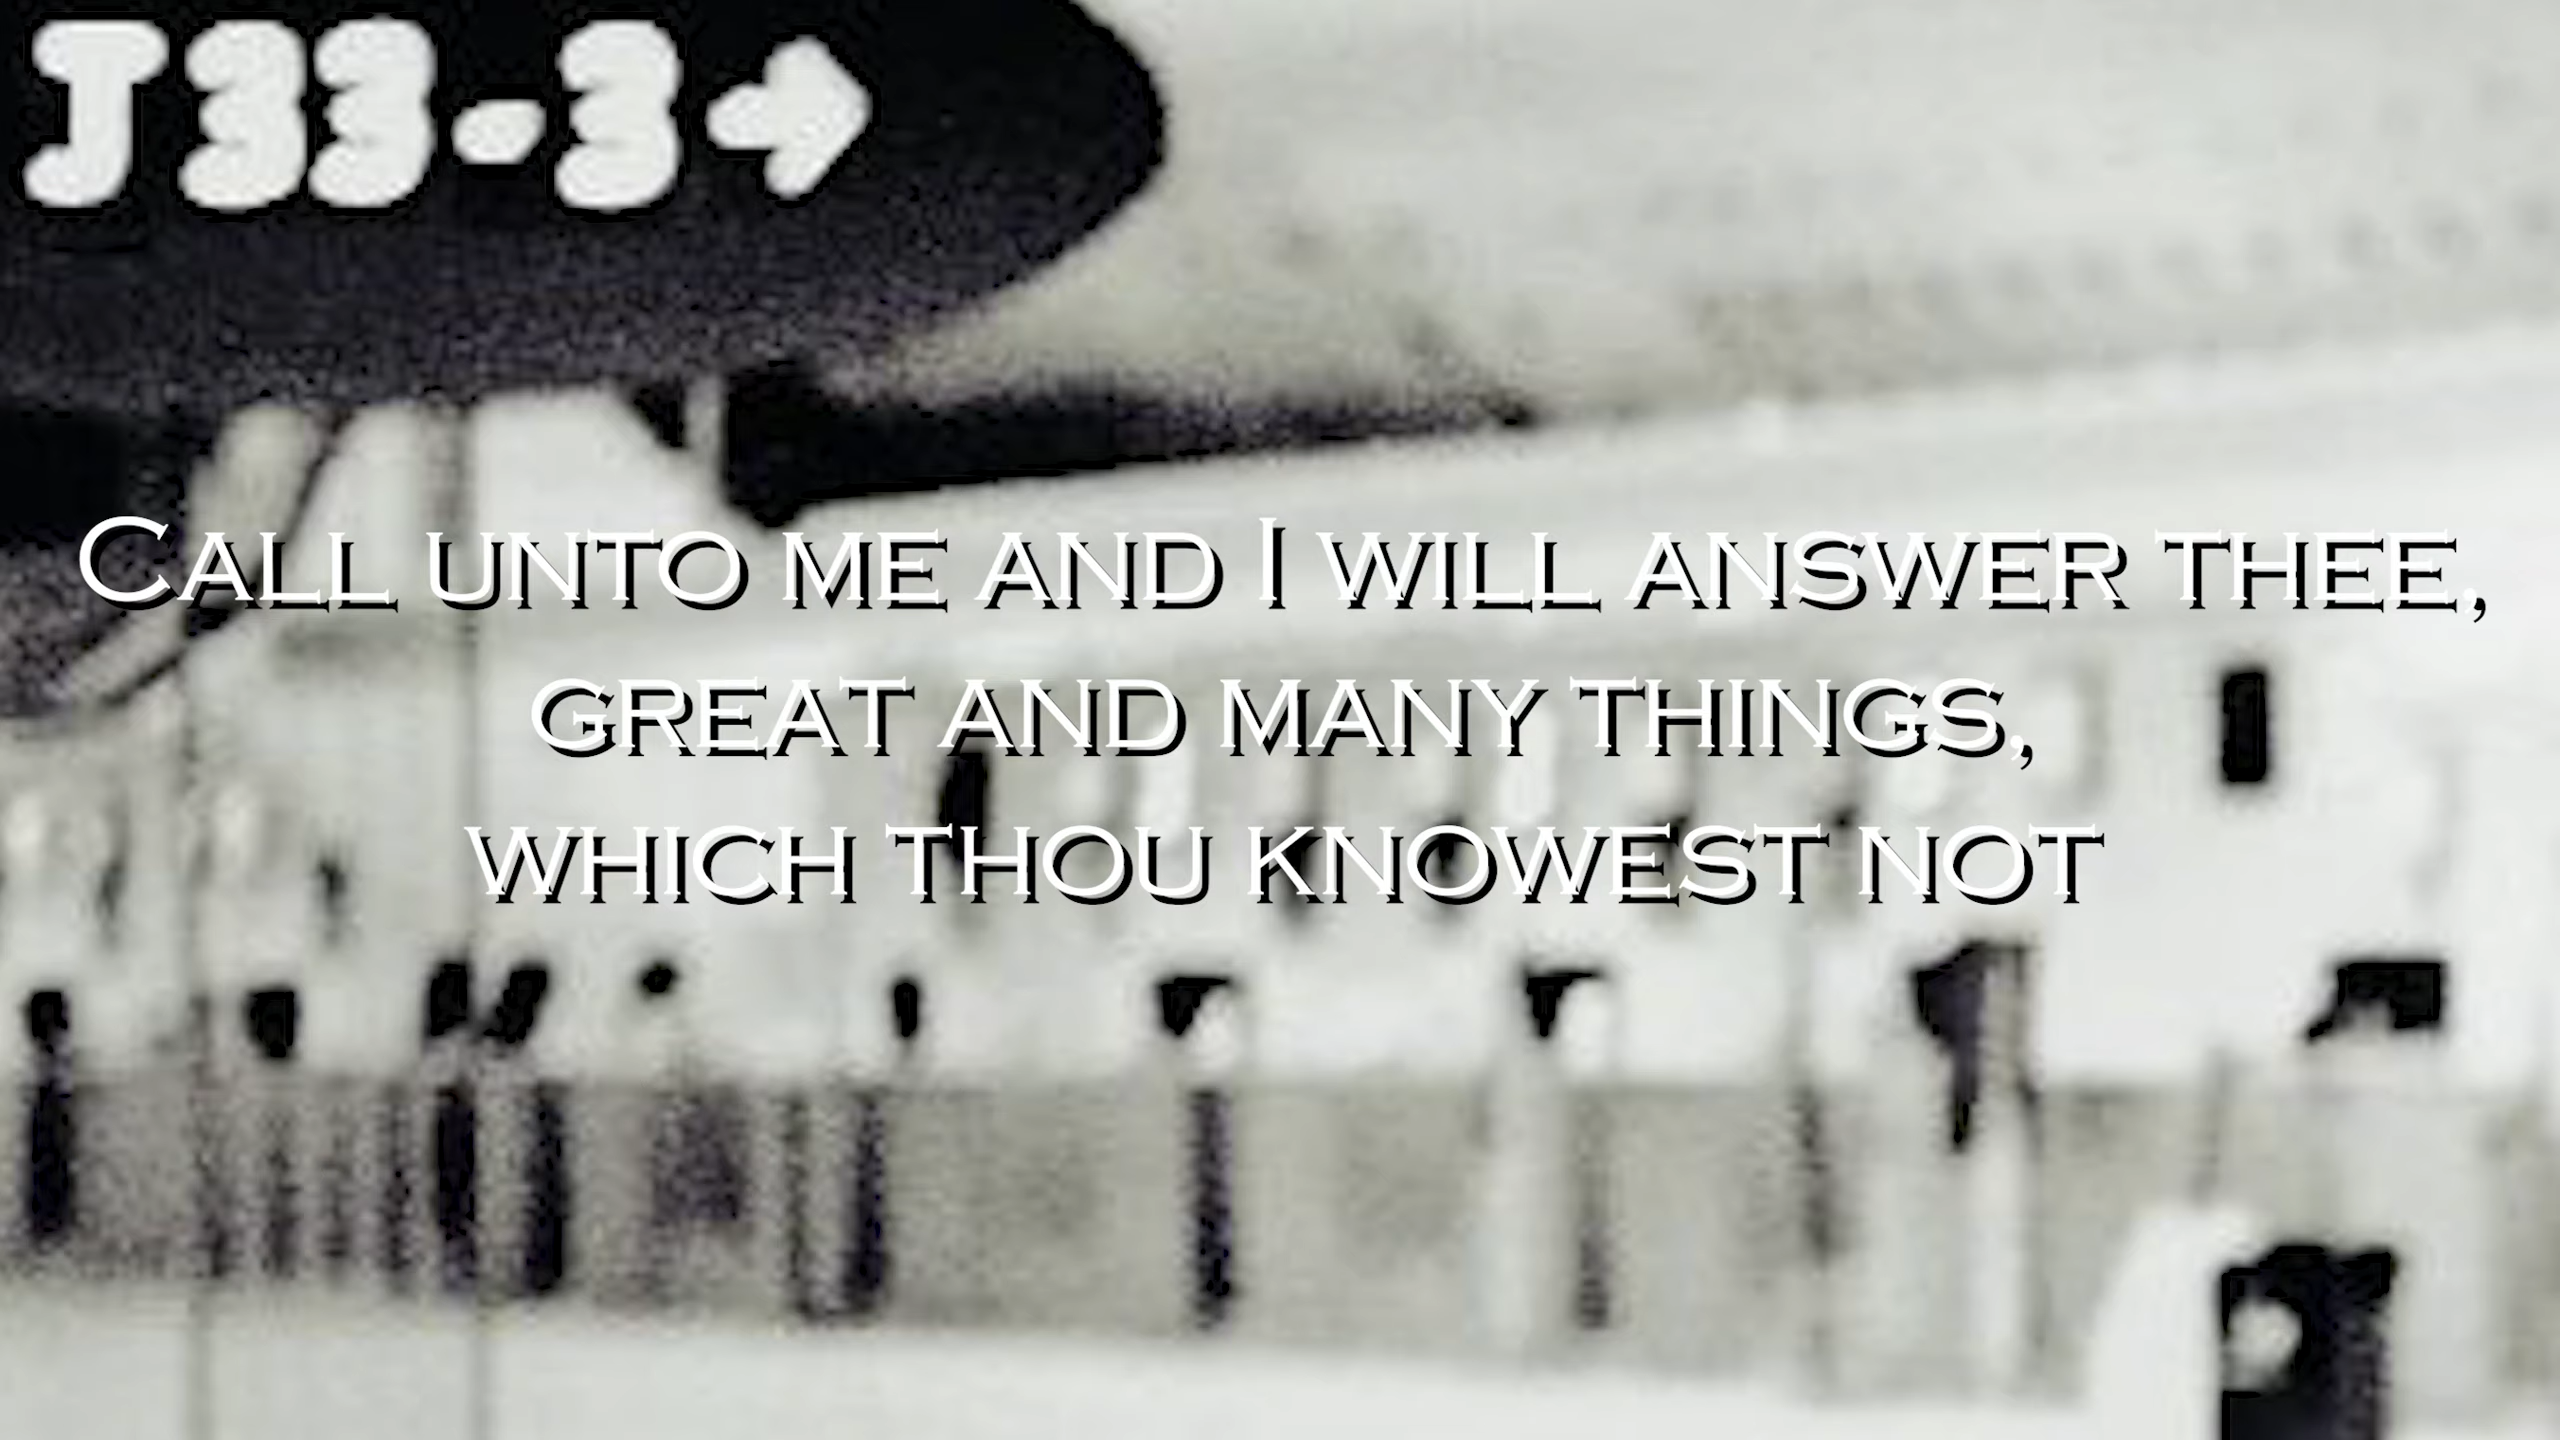 J33-3→
Call unto me and I will answer thee,
great and many things,
which thou knowest not